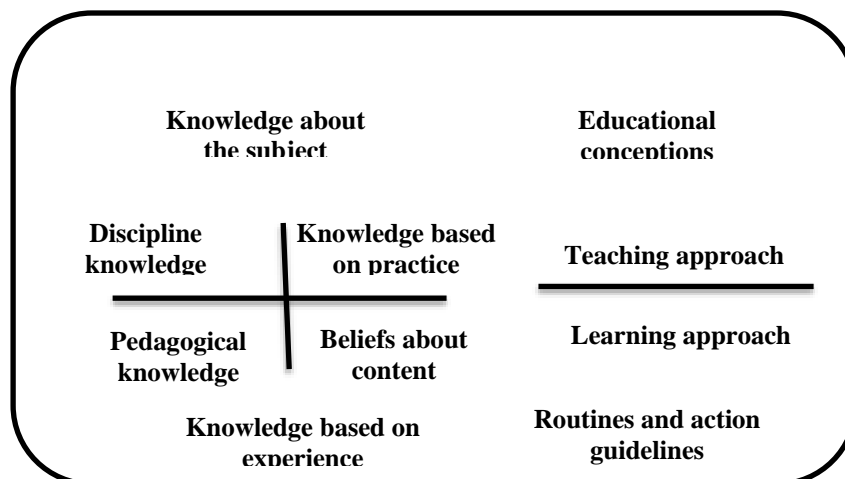 Knowledge about
the subject
Educational
conceptions
Discipline
knowledge
Knowledge based
on practice
Teaching approach
Pedagogical
knowledge
Beliefs about
content
Learning approach
Knowledge based on
experience
Routines and action
guidelines